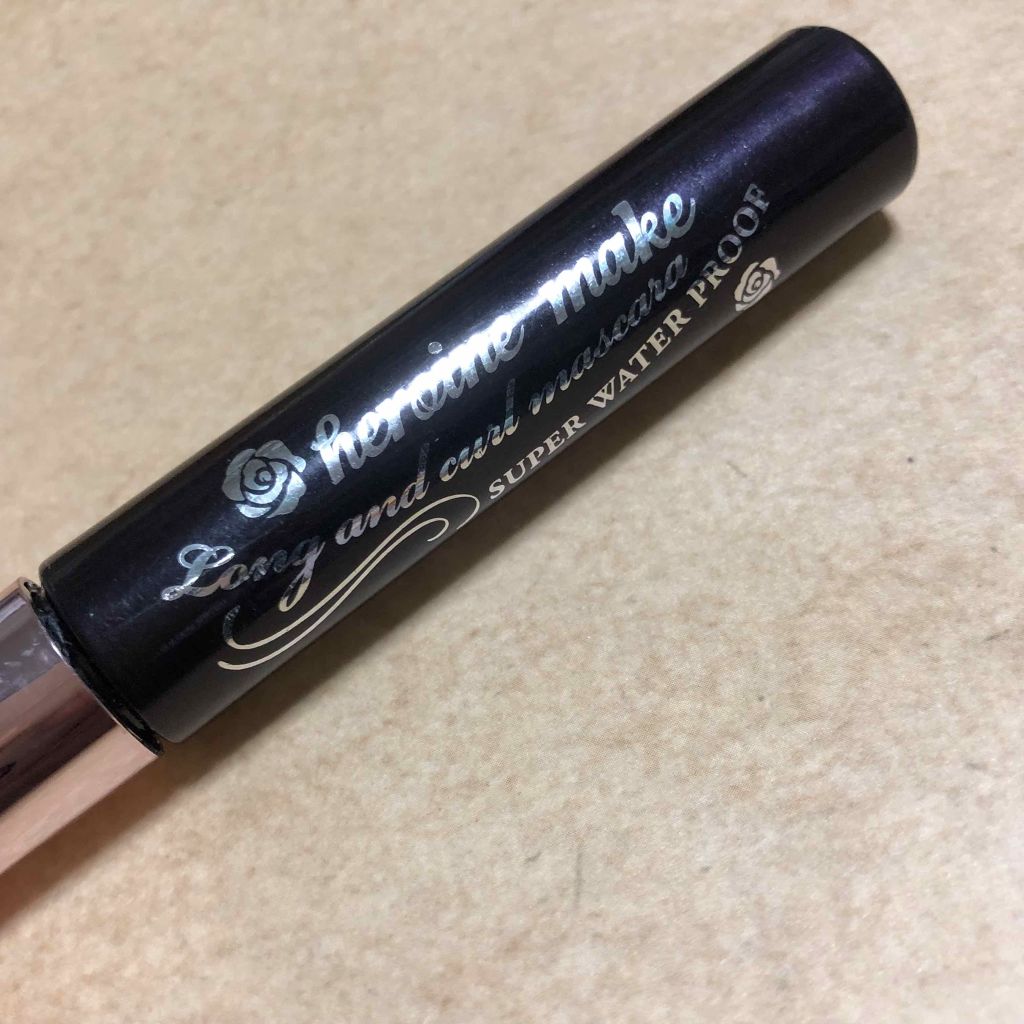 heroine make
Long and curl mascara
SUPER WATER PROOF